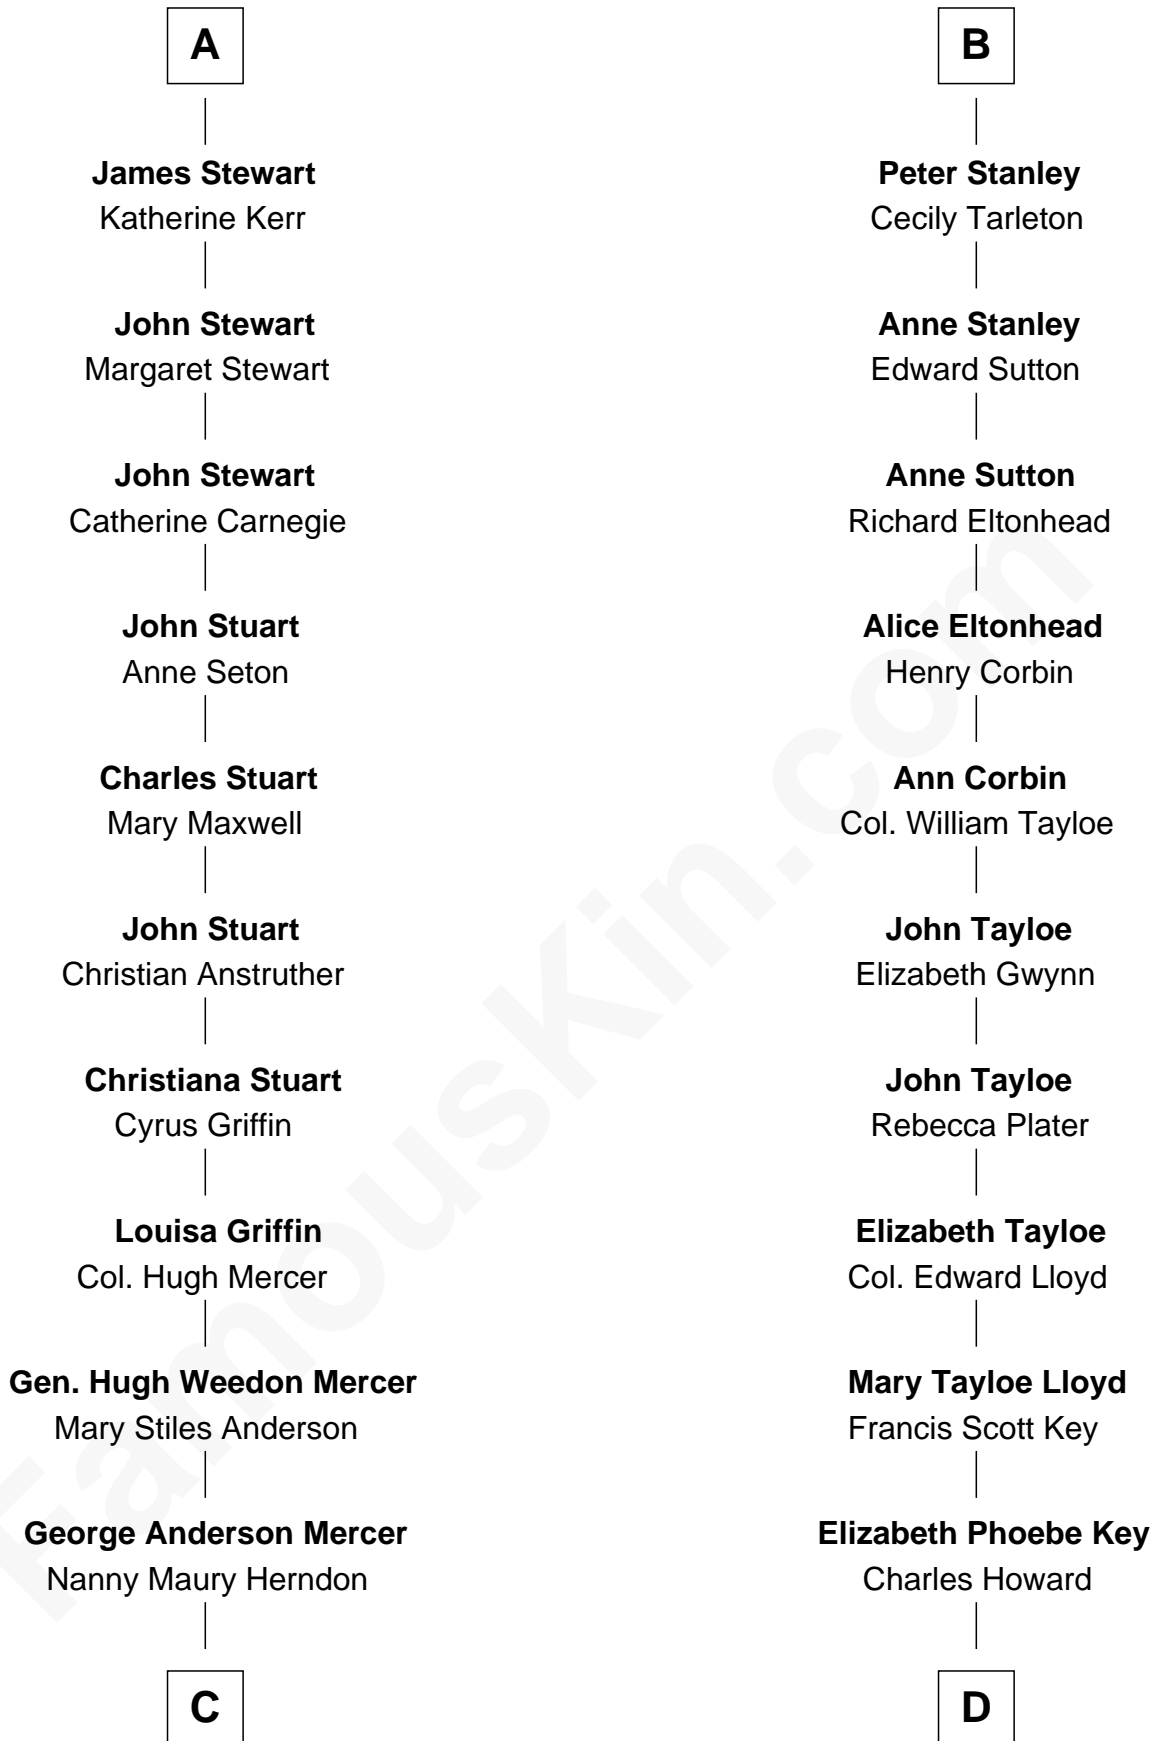 A
James Stewart
Katherine Kerr
John Stewart
Margaret Stewart
John Stewart
Catherine Carnegie
John Stuart
Anne Seton
Charles Stuart
Mary Maxwell
John Stuart
Christian Anstruther
Christiana Stuart
Cyrus Griffin
Louisa Griffin
Col. Hugh Mercer
Gen. Hugh Weedon Mercer
Mary Stiles Anderson
George Anderson Mercer
Nanny Maury Herndon
C
B
Peter Stanley
Cecily Tarleton
Anne Stanley
Edward Sutton
Anne Sutton
Richard Eltonhead
Alice Eltonhead
Henry Corbin
Ann Corbin
Col. William Tayloe
John Tayloe
Elizabeth Gwynn
John Tayloe
Rebecca Plater
Elizabeth Tayloe
Col. Edward Lloyd
Mary Tayloe Lloyd
Francis Scott Key
Elizabeth Phoebe Key
Charles Howard
D
FamousKin.com